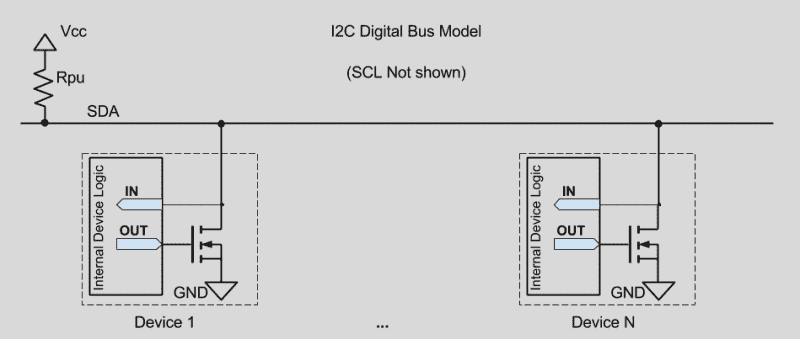 Vcc
I2C Digital Bus Model
Rpu
(SCL Not shown)
SDA
Internal Device Logic
IN
OUT
GND
Device 1
...
Internal Device Logic
IN
OUT
GND
Device N